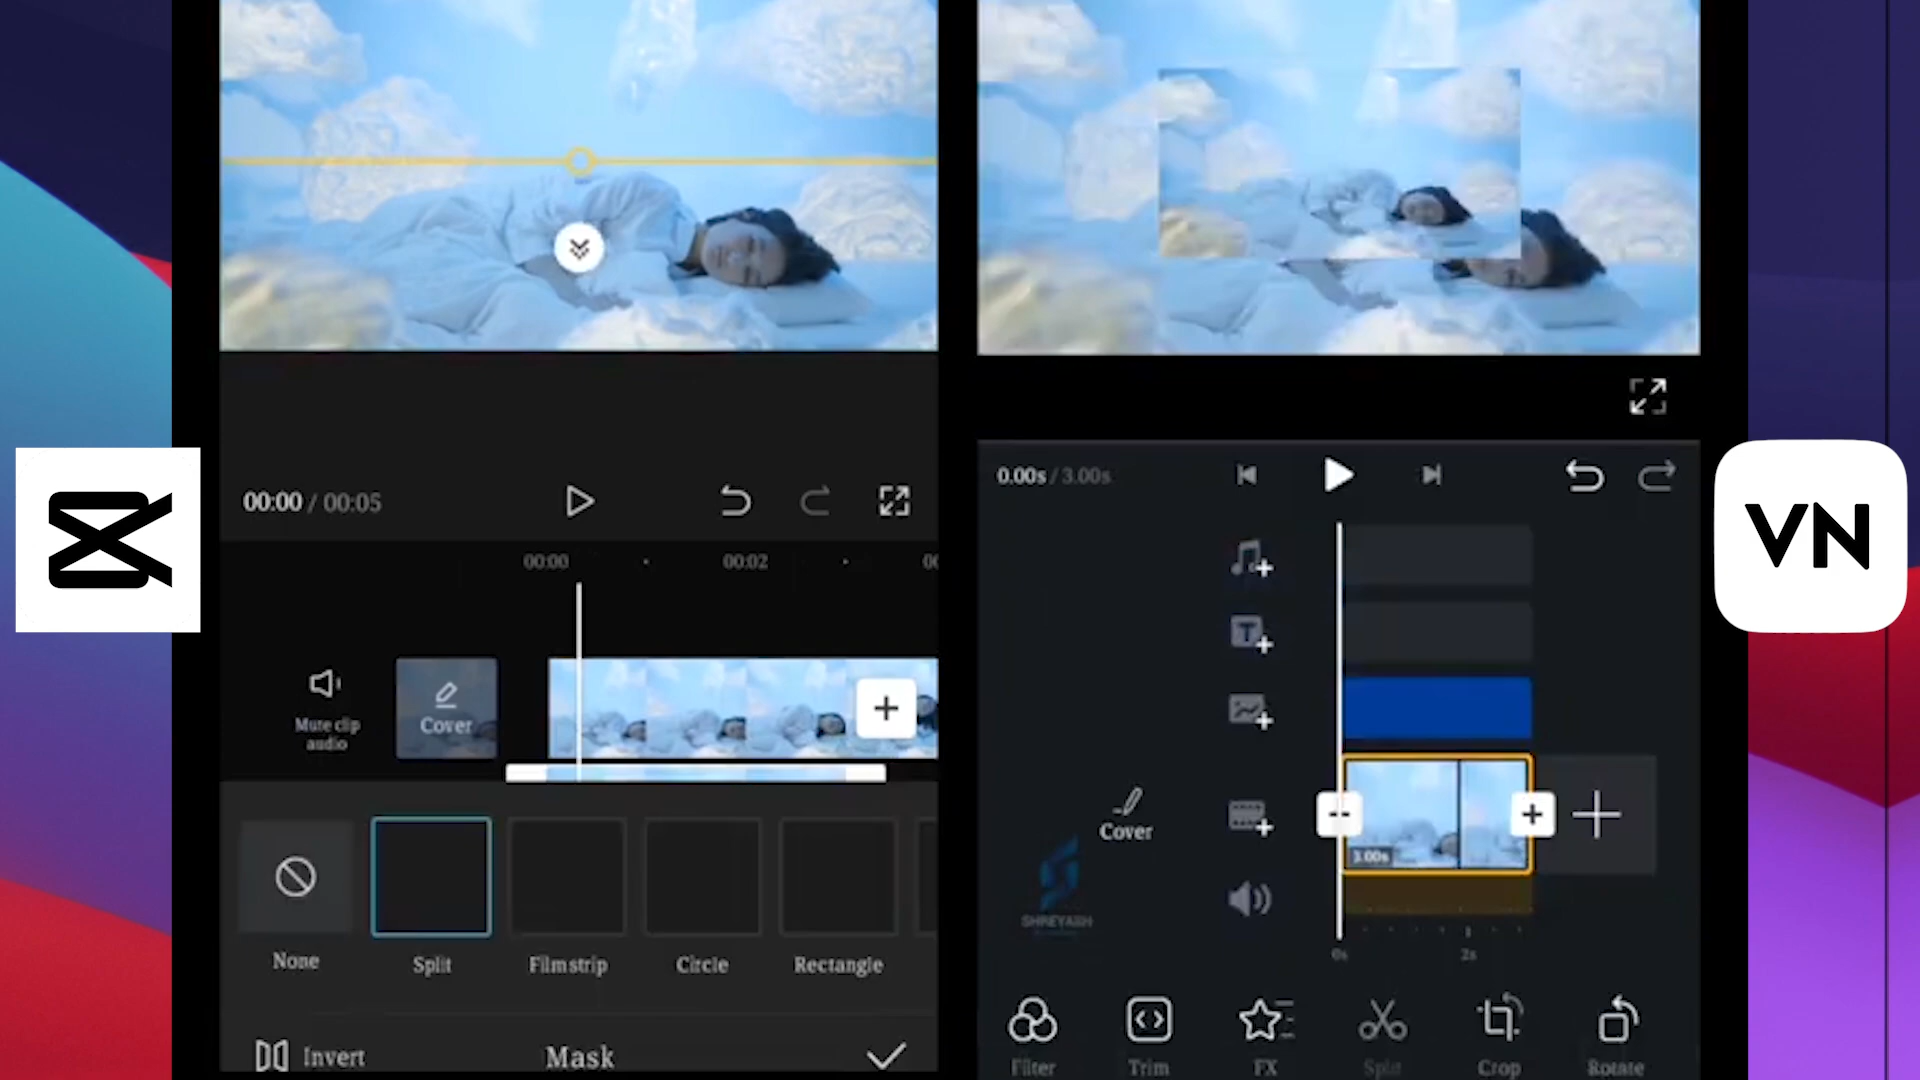 00:00 / 00:05
00:00
00:02
Mute clip
audio
Cover
None
Split
Filmstrip
Circle
Rectangle
Invert
Mask
0.00s / 3.00s
Cover
3.00s
SHREYASH
0s
2s
Filter
Trim
FX
Split
Crop
Rotate
VN